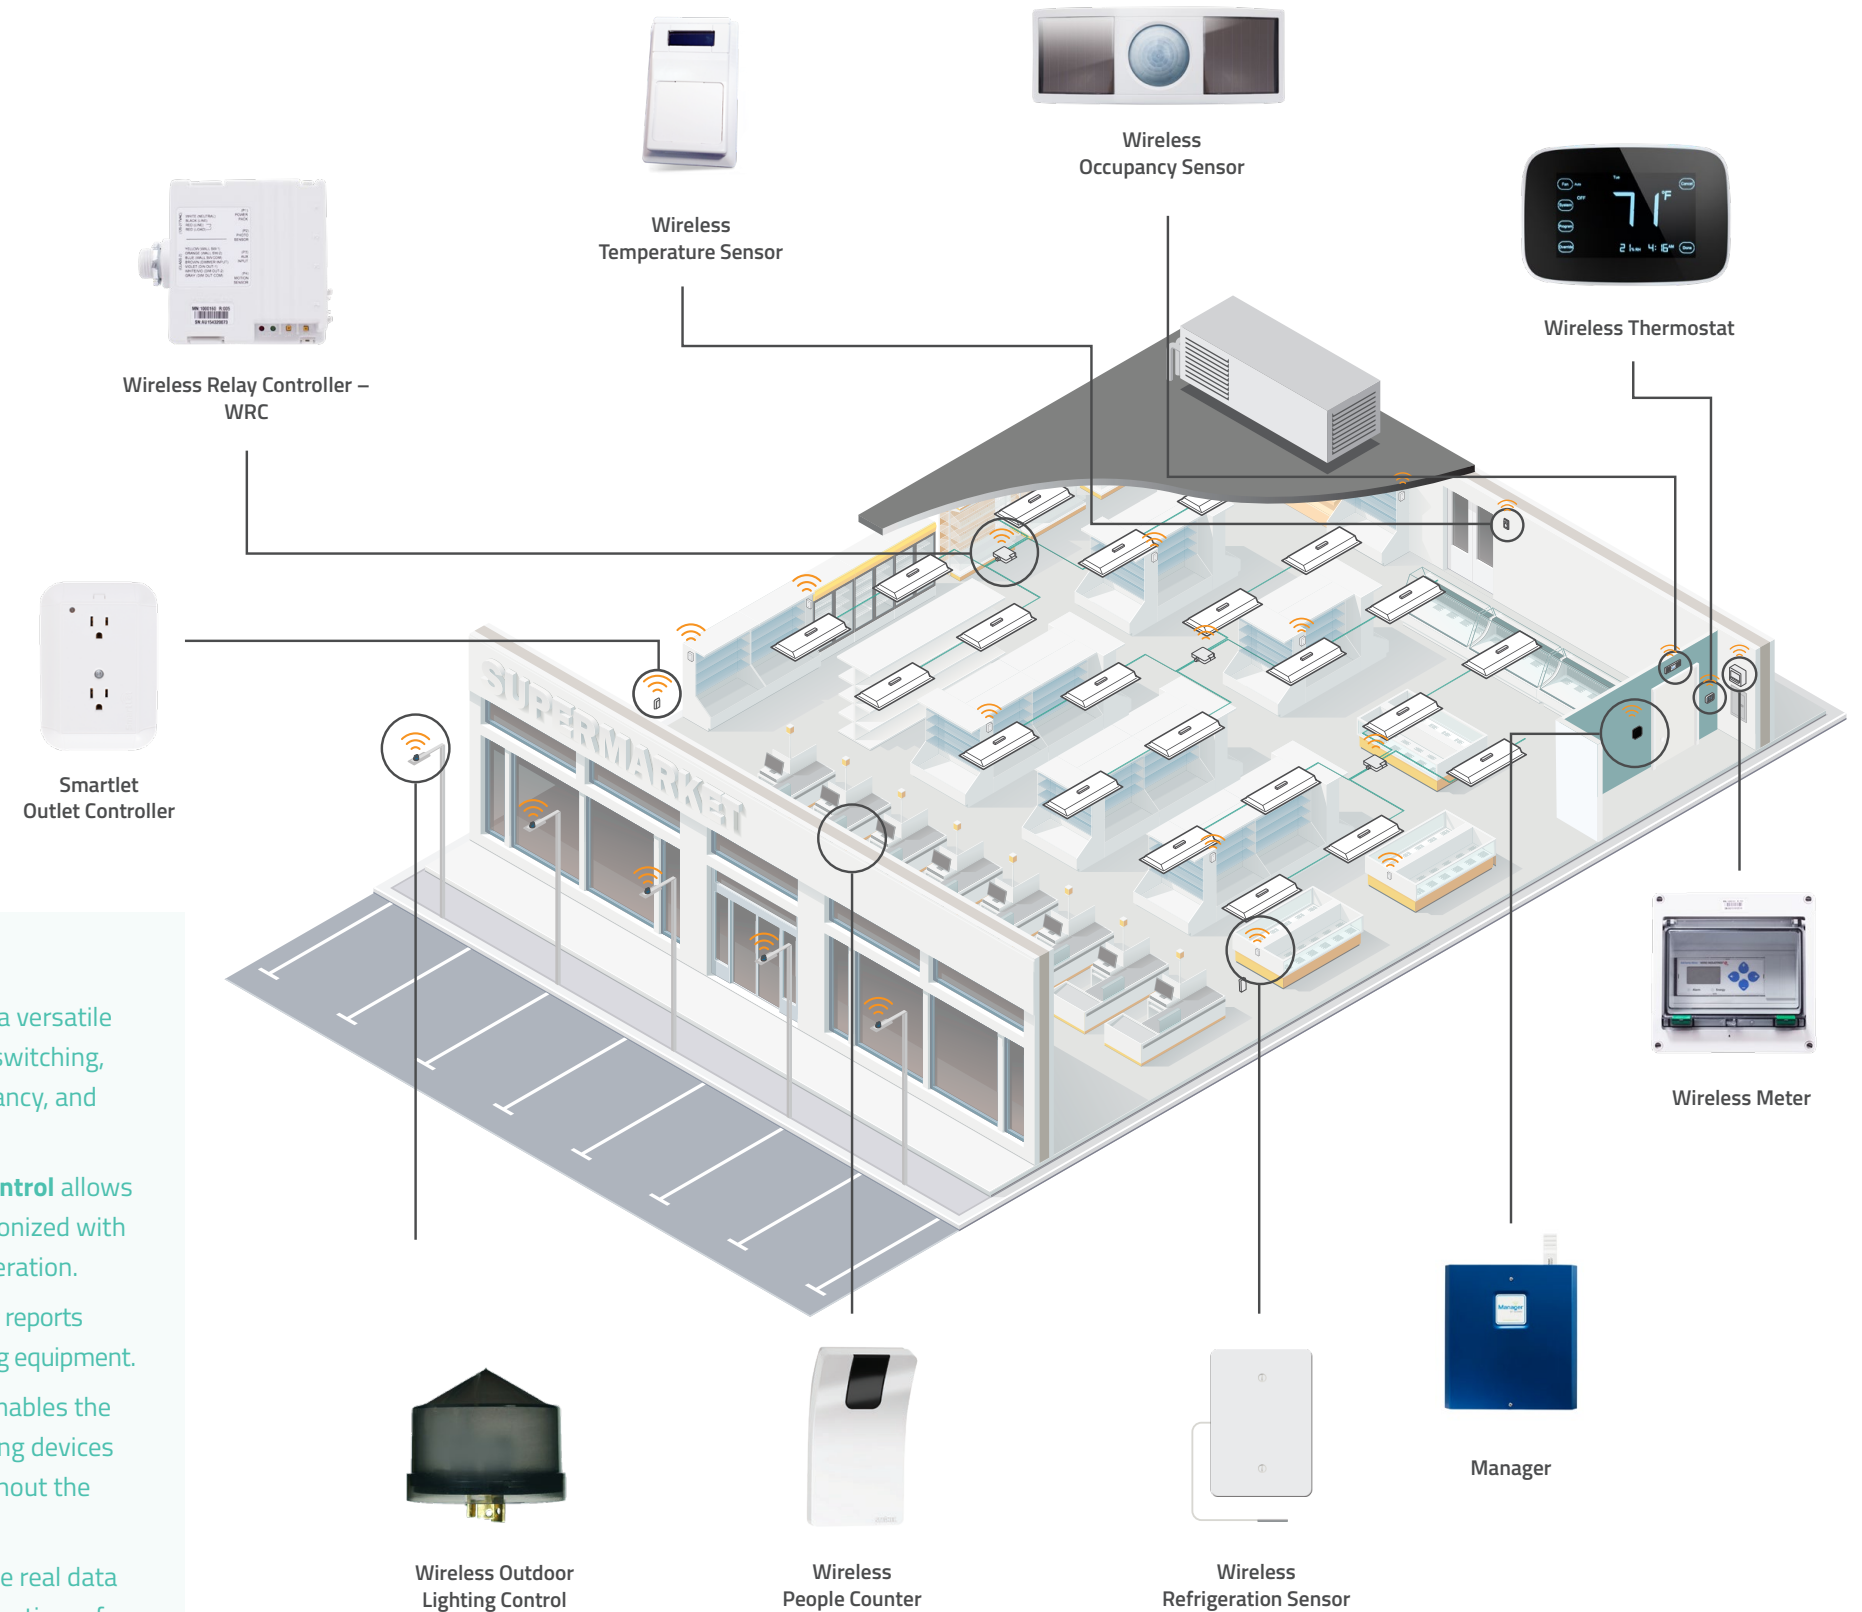 Wireless
Occupancy Sensor
Wireless
Temperature Sensor
71°F
Wireless Thermostat
Wireless Relay Controller –
WRC
Smartlet
Outlet Controller
SUPERMARKET
a versatile
switching,
ancy, and
ntrol allows
onized with
eration.
reports
g equipment.
nables the
ng devices
hout the
e real data
Wireless Meter
Manager
Manager
Wireless Outdoor
Lighting Control
Wireless
People Counter
Wireless
Refrigeration Sensor